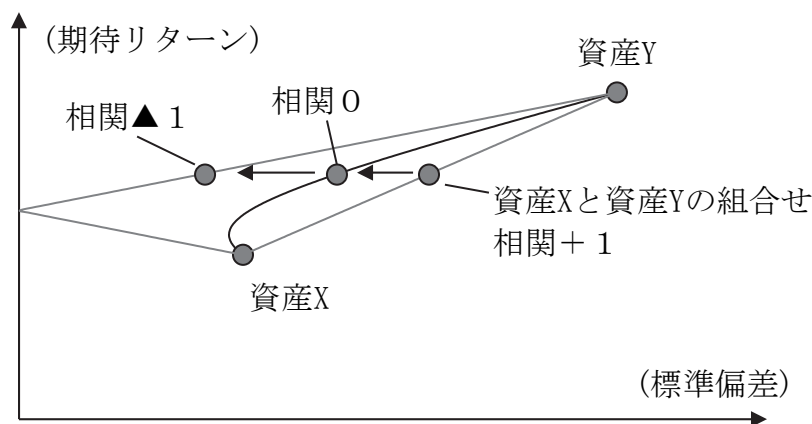 (期待リターン)
資産Y
相関0
相関▲1
資産Xと資産Yの組合せ
相関+1
資産X
(標準偏差)